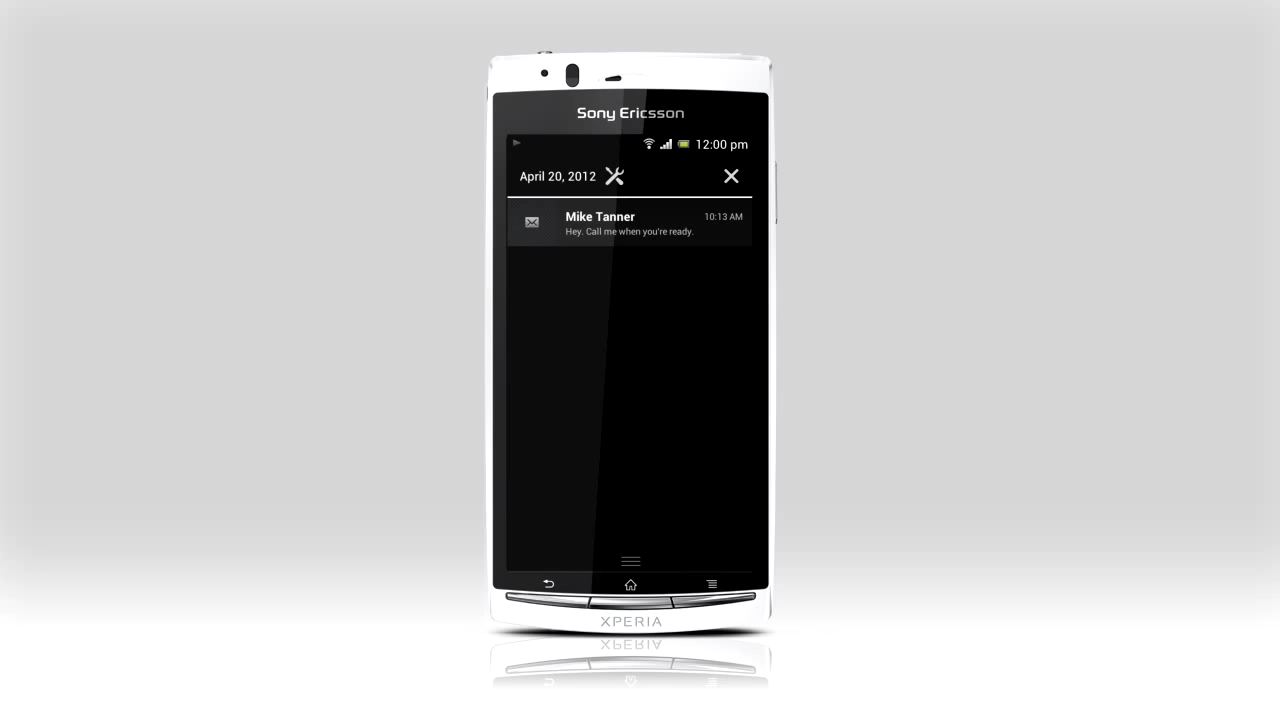 Sony Ericsson
12:00 pm
April 20, 2012
Mike Tanner 10:13 AM
Hey. Call me when you're ready.
XPERIA